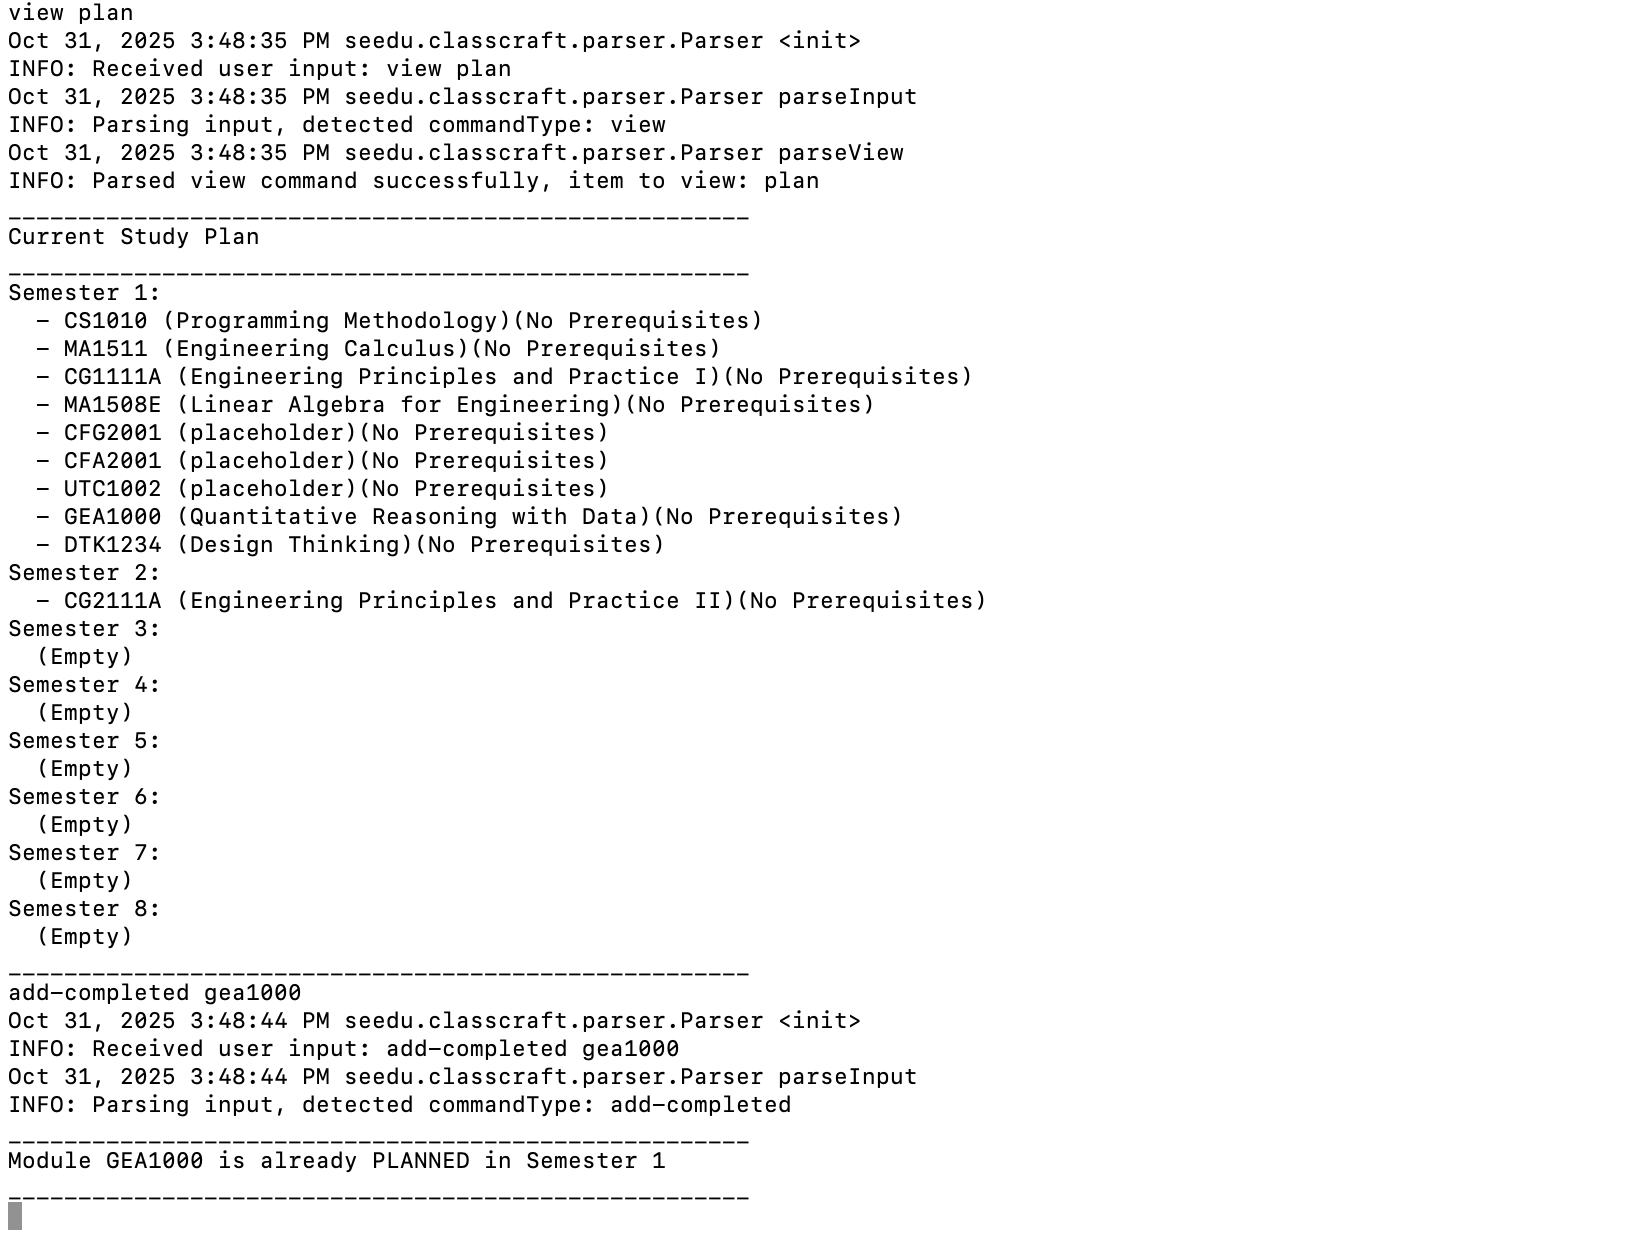 view plan
Oct 31, 2025 3:48:35 PM seedu.classcraft.parser.Parser <init>
INFO: Received user input: view plan
Oct 31, 2025 3:48:35 PM seedu.classcraft.parser.Parser parseInput
INFO: Parsing input, detected commandType: view
Oct 31, 2025 3:48:35 PM seedu.classcraft.parser.Parser parseView
INFO: Parsed view command successfully, item to view: plan
_____________________________________________________
Current Study Plan
_____________________________________________________
Semester 1:
  - CS1010 (Programming Methodology)(No Prerequisites)
  - MA1511 (Engineering Calculus)(No Prerequisites)
  - CG1111A (Engineering Principles and Practice I)(No Prerequisites)
  - MA1508E (Linear Algebra for Engineering)(No Prerequisites)
  - CFG2001 (placeholder)(No Prerequisites)
  - CFA2001 (placeholder)(No Prerequisites)
  - UTC1002 (placeholder)(No Prerequisites)
  - GEA1000 (Quantitative Reasoning with Data)(No Prerequisites)
  - DTK1234 (Design Thinking)(No Prerequisites)
Semester 2:
  - CG2111A (Engineering Principles and Practice II)(No Prerequisites)
Semester 3:
  (Empty)
Semester 4:
  (Empty)
Semester 5:
  (Empty)
Semester 6:
  (Empty)
Semester 7:
  (Empty)
Semester 8:
  (Empty)
_____________________________________________________
add-completed gea1000
Oct 31, 2025 3:48:44 PM seedu.classcraft.parser.Parser <init>
INFO: Received user input: add-completed gea1000
Oct 31, 2025 3:48:44 PM seedu.classcraft.parser.Parser parseInput
INFO: Parsing input, detected commandType: add-completed
_____________________________________________________
Module GEA1000 is already PLANNED in Semester 1
_____________________________________________________